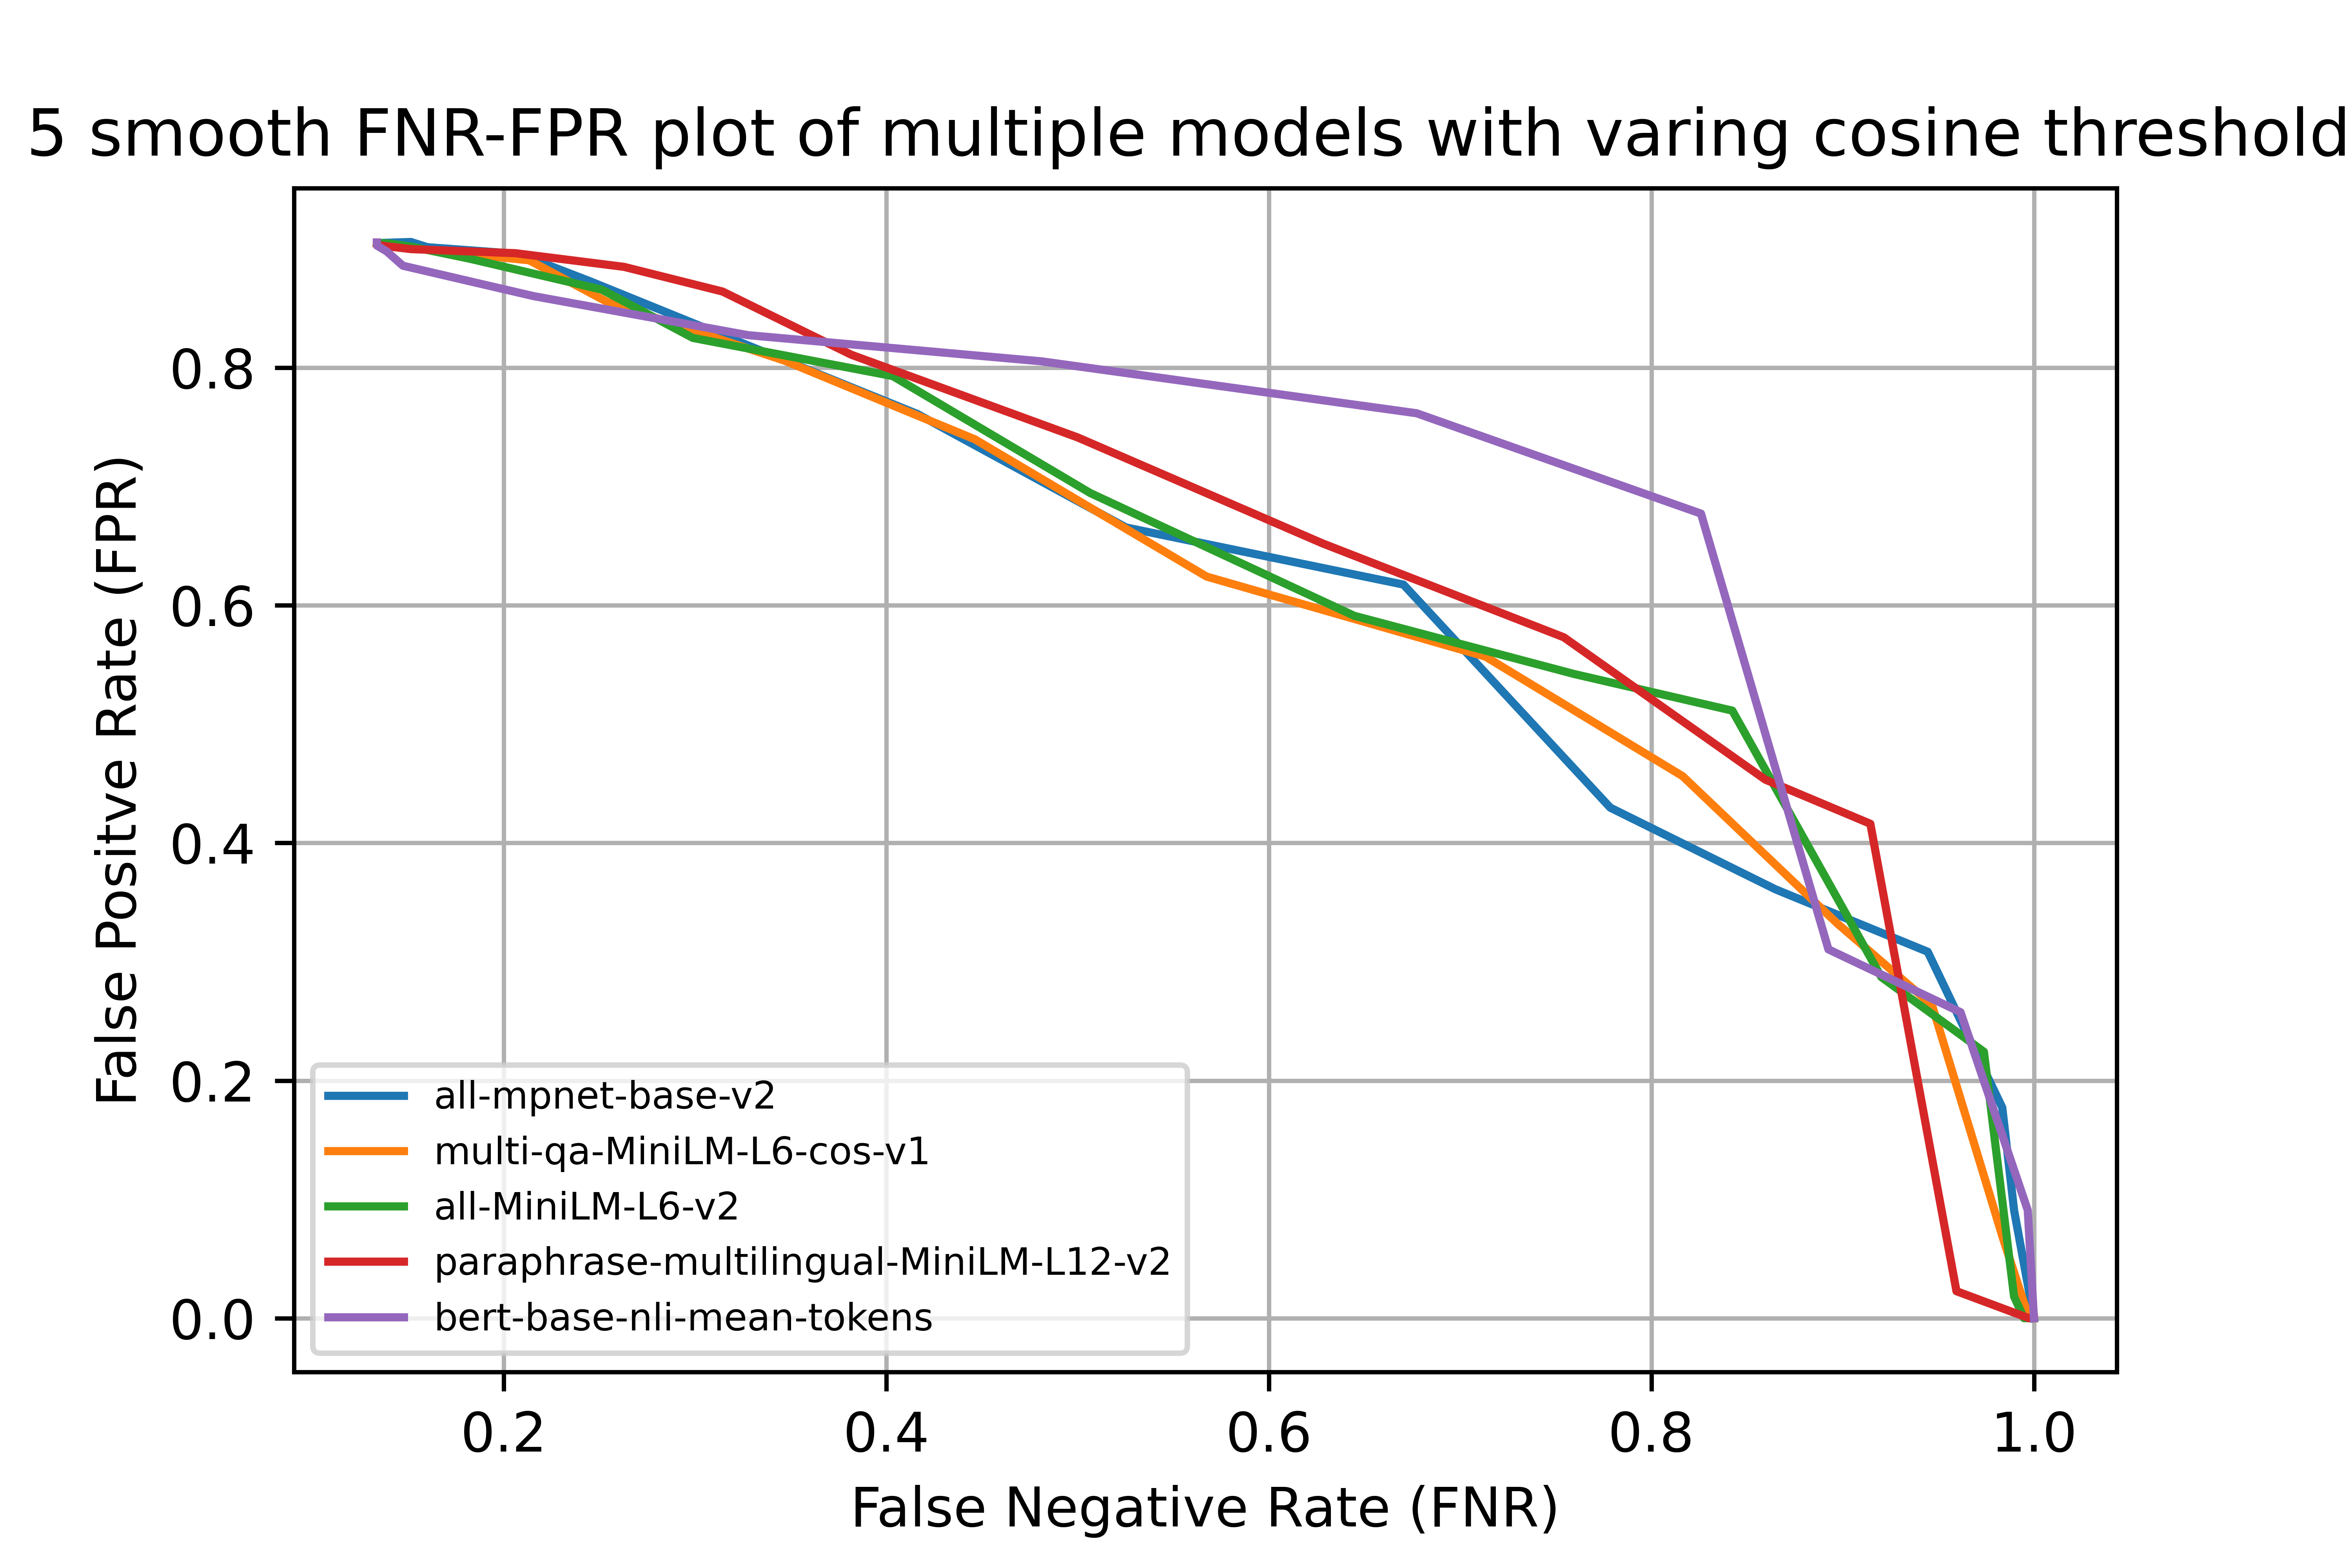 5 smooth FNR-FPR plot of multiple models with varing cosine threshold
False Positve Rate (FPR)
0.8
0.6
0.4
0.2
0.0
all-mpnet-base-v2
multi-qa-MiniLM-L6-cos-v1
all-MiniLM-L6-v2
paraphrase-multilingual-MiniLM-L12-v2
bert-base-nli-mean-tokens
0.2 0.4 0.6 0.8 1.0
False Negative Rate (FNR)